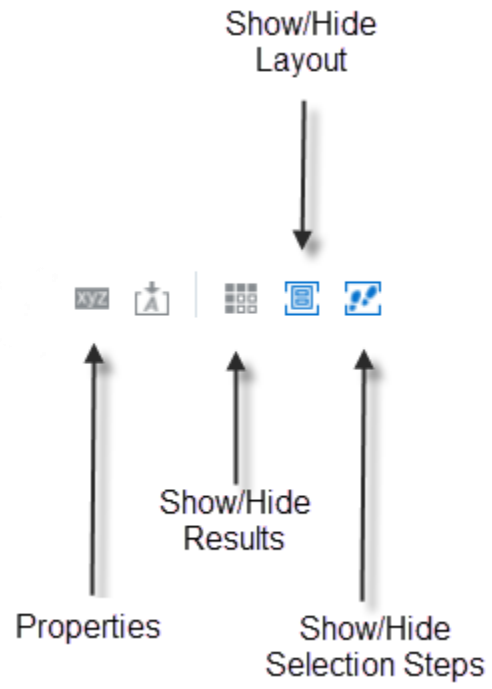 Show/Hide
Layout
xyz
A
Show/Hide
Results
Properties
Show/Hide
Selection Steps